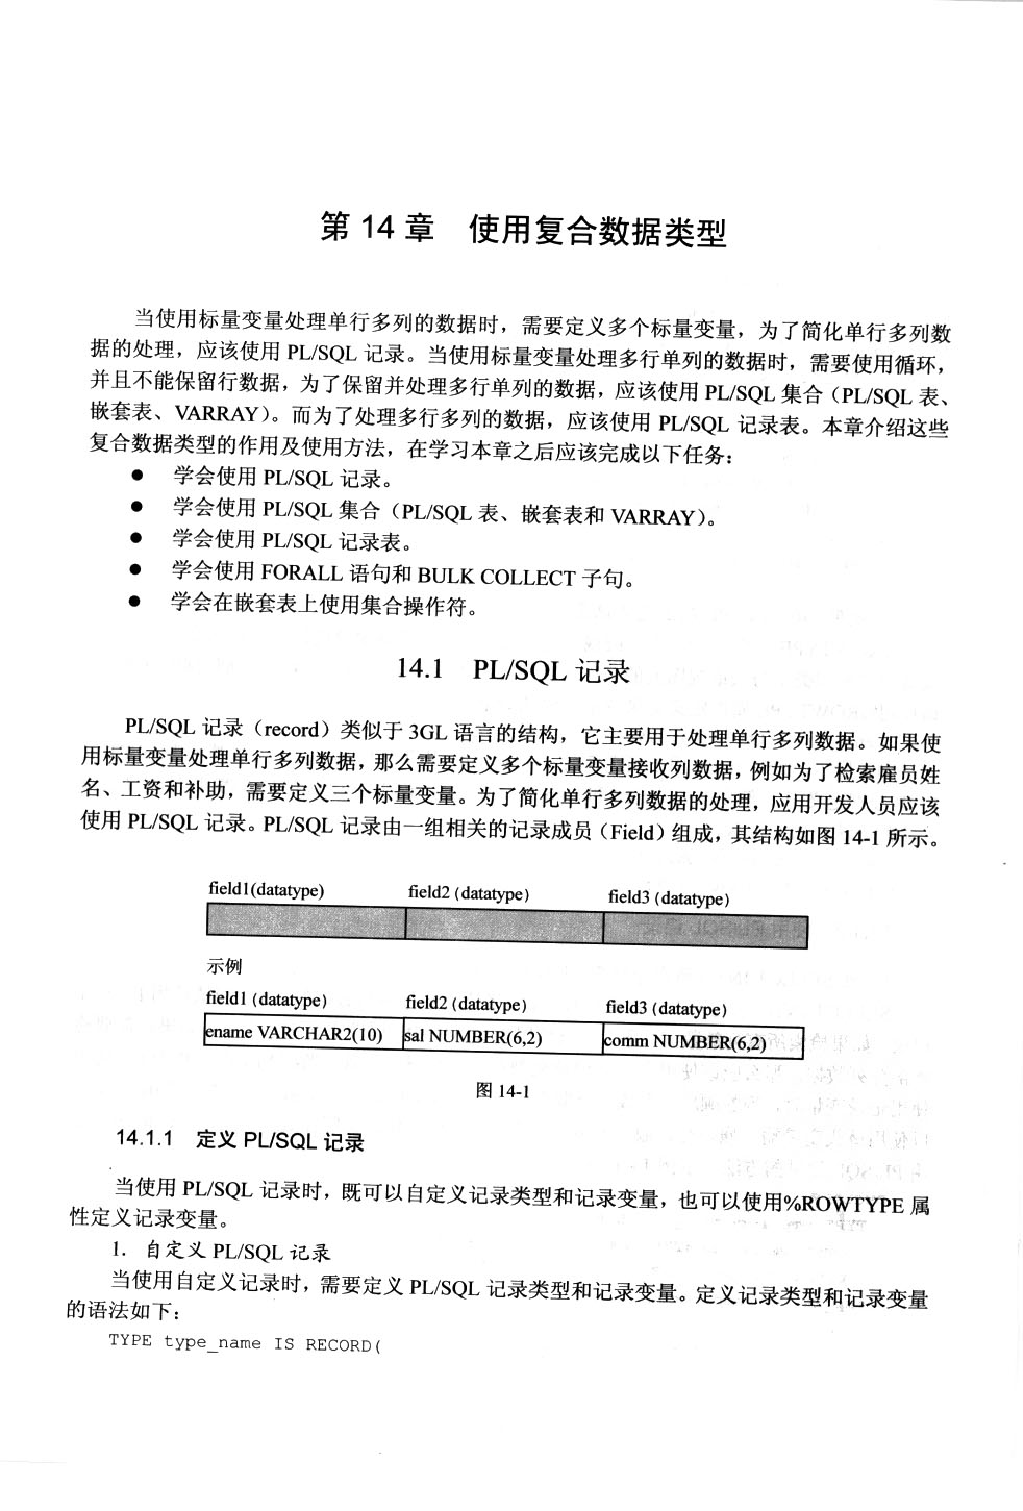 第 14 章　使用复合数据类型
当使用标量变量处理单行多列的数据时，需要定义多个标量变量，为了简化单行多列数
据的处理，应该使用 PL/SQL 记录。当使用标量变量处理多行单列的数据时，需要使用循环，
并且不能保留行数据，为了保留并处理多行单列的数据，应该使用 PL/SQL 集合（PL/SQL 表、
嵌套表、VARRAY）。而为了处理多行多列的数据，应该使用 PL/SQL 记录表。本章介绍这些
复合数据类型的作用及使用方法，在学习本章之后应该完成以下任务：
● 学会使用 PL/SQL 记录。
● 学会使用 PL/SQL 集合（PL/SQL 表、嵌套表和 VARRAY）。
● 学会使用 PL/SQL 记录表。
● 学会使用 FORALL 语句和 BULK COLLECT 子句。
● 学会在嵌套表上使用集合操作符。
14.1　PL/SQL 记录
PL/SQL 记录（record）类似于 3GL 语言的结构，它主要用于处理单行多列数据。如果使
用标量变量处理单行多列数据，那么需要定义多个标量变量接收列数据，例如为了检索雇员姓
名、工资和补助，需要定义三个标量变量。为了简化单行多列数据的处理，应用开发人员应该
使用 PL/SQL 记录。PL/SQL 记录由一组相关的记录成员（Field）组成，其结构如图 14-1 所示。
field1(datatype) field2 (datatype) field3 (datatype)
示例
field1 (datatype) field2 (datatype) field3 (datatype)
ename VARCHAR2(10) sal NUMBER(6,2) comm NUMBER(6,2)
图 14-1
14.1.1　定义 PL/SQL 记录
当使用 PL/SQL 记录时，既可以自定义记录类型和记录变量，也可以使用%ROWTYPE 属
性定义记录变量。
1. 自定义 PL/SQL 记录
当使用自定义记录时，需要定义 PL/SQL 记录类型和记录变量。定义记录类型和记录变量
的语法如下：
TYPE type_name IS RECORD(